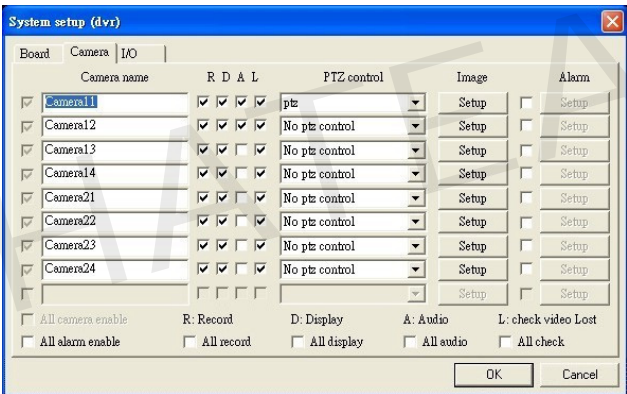 System setup (dvr)
Board Camera I/O
Camera name R D A L PTZ control Image Alarm
Camera11 ptz Setup Setup
Camera12 No ptz control Setup Setup
Camera13 No ptz control Setup Setup
Camera14 No ptz control Setup Setup
Camera21 No ptz control Setup Setup
Camera22 No ptz control Setup Setup
Camera23 No ptz control Setup Setup
Camera24 No ptz control Setup Setup
Setup Setup
All camera enable R: Record D: Display A: Audio L: check video Lost
All alarm enable All record All display All audio All check
OK Cancel
HATEA